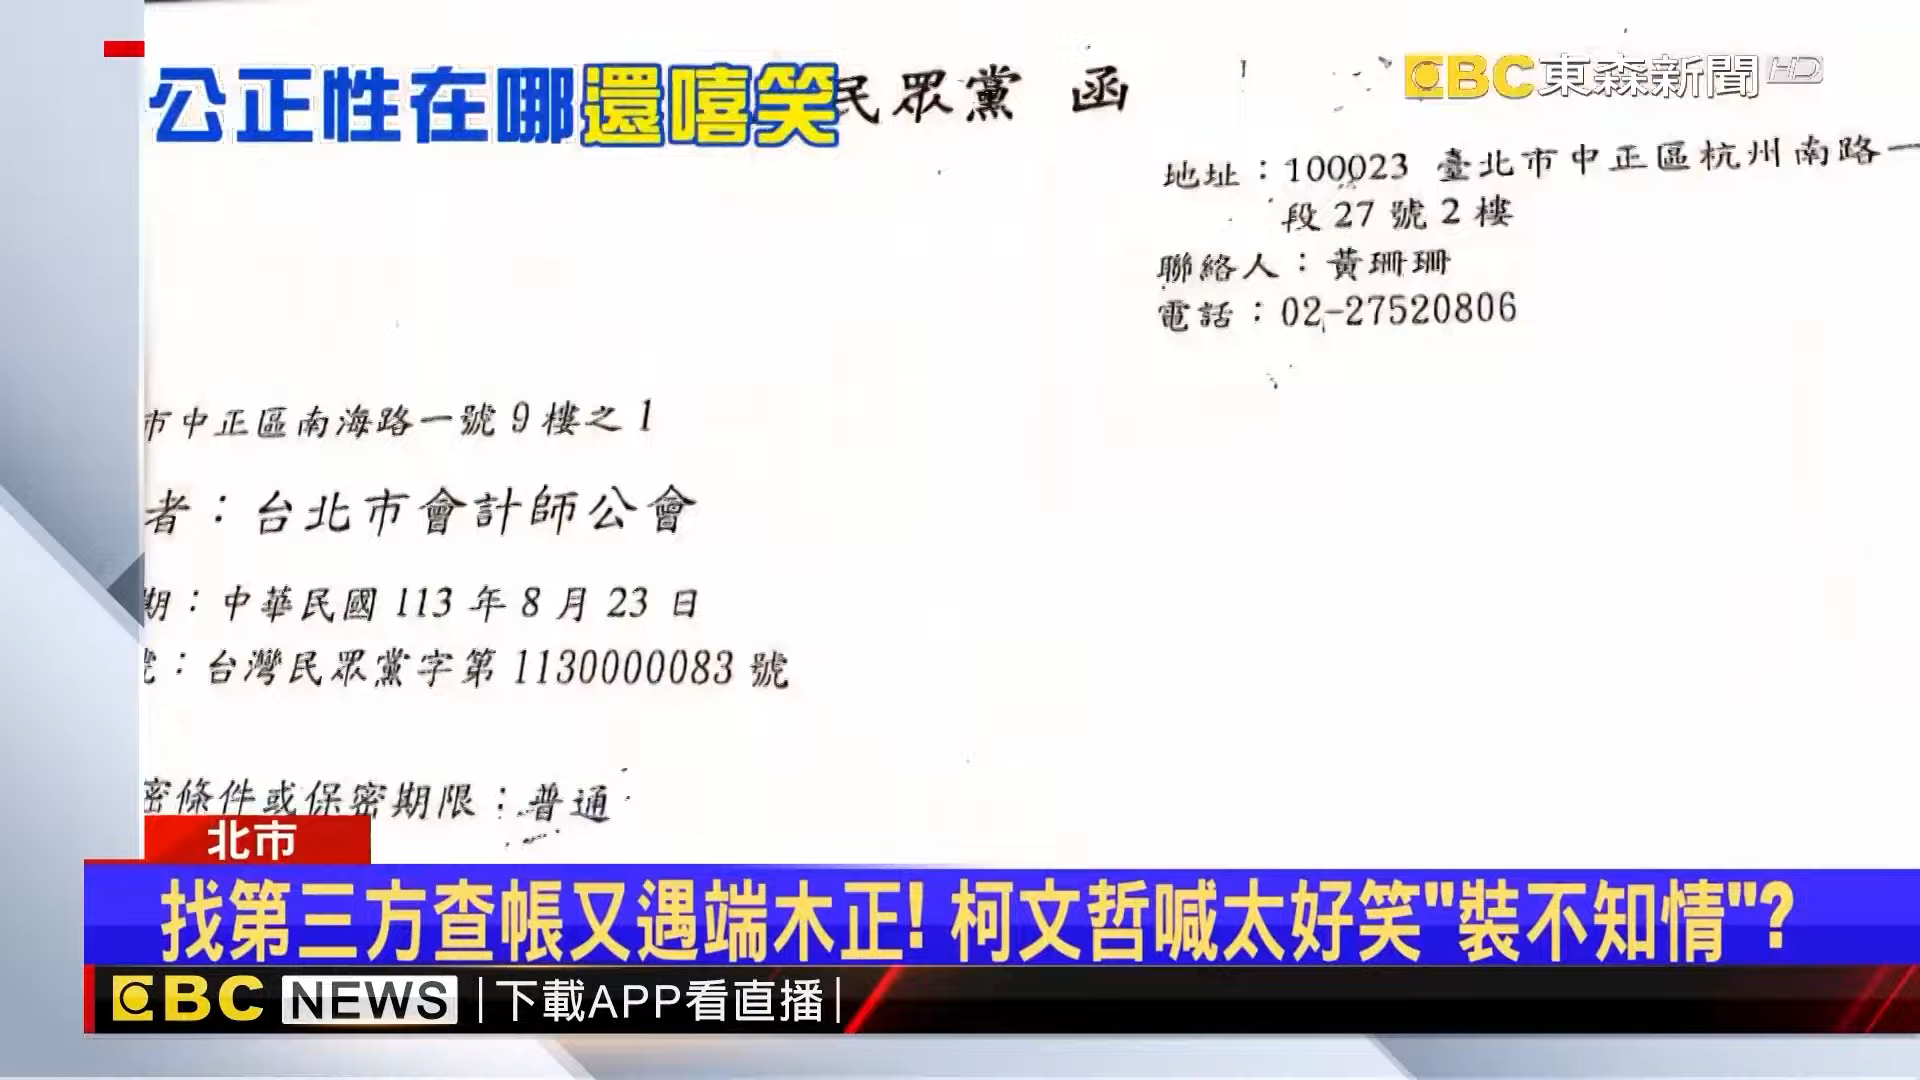 公正性在哪還嘻笑
民眾黨 函
EBC東森新聞HD
地址：100023 臺北市中正區杭州南路一
段 27 號 2 樓
聯絡人：黃珊珊
電話：02-27520806
市中正區南海路一號 9 樓之 1
者：台北市會計師公會
期：中華民國 113 年 8 月 23 日
號：台灣民眾黨字第 1130000083 號
密條件或保密期限：普通
北市
找第三方查帳又遇端木正! 柯文哲喊太好笑"裝不知情"?
EBC NEWS |下載APP看直播|